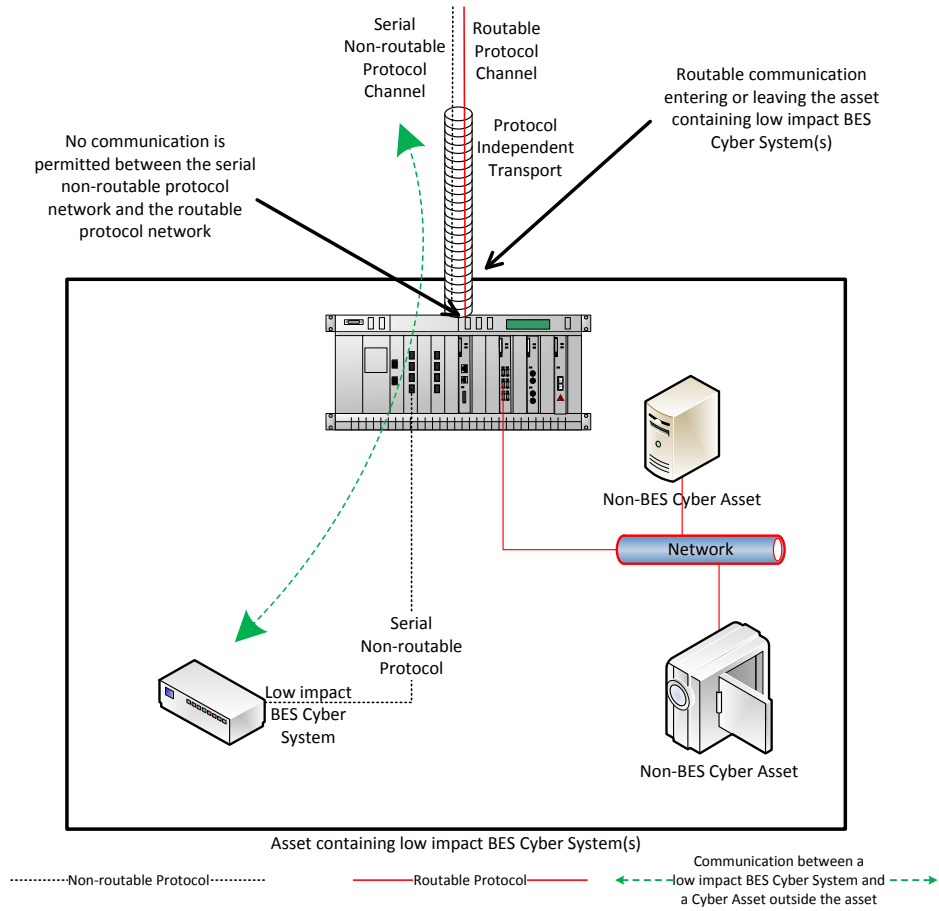 Serial
Non-routable
Protocol
Channel
Routable
Protocol
Channel
Routable communication
entering or leaving the asset
containing low impact BES
Cyber System(s)
Protocol
Independent
Transport
No communication is
permitted between the serial
non-routable protocol
network and the routable
protocol network
Non-BES Cyber Asset
Network
Serial
Non-routable
Protocol
Low impact
BES Cyber
System
Non-BES Cyber Asset
Asset containing low impact BES Cyber System(s)
Non-routable Protocol
Routable Protocol
Communication between a
low impact BES Cyber System and
a Cyber Asset outside the asset